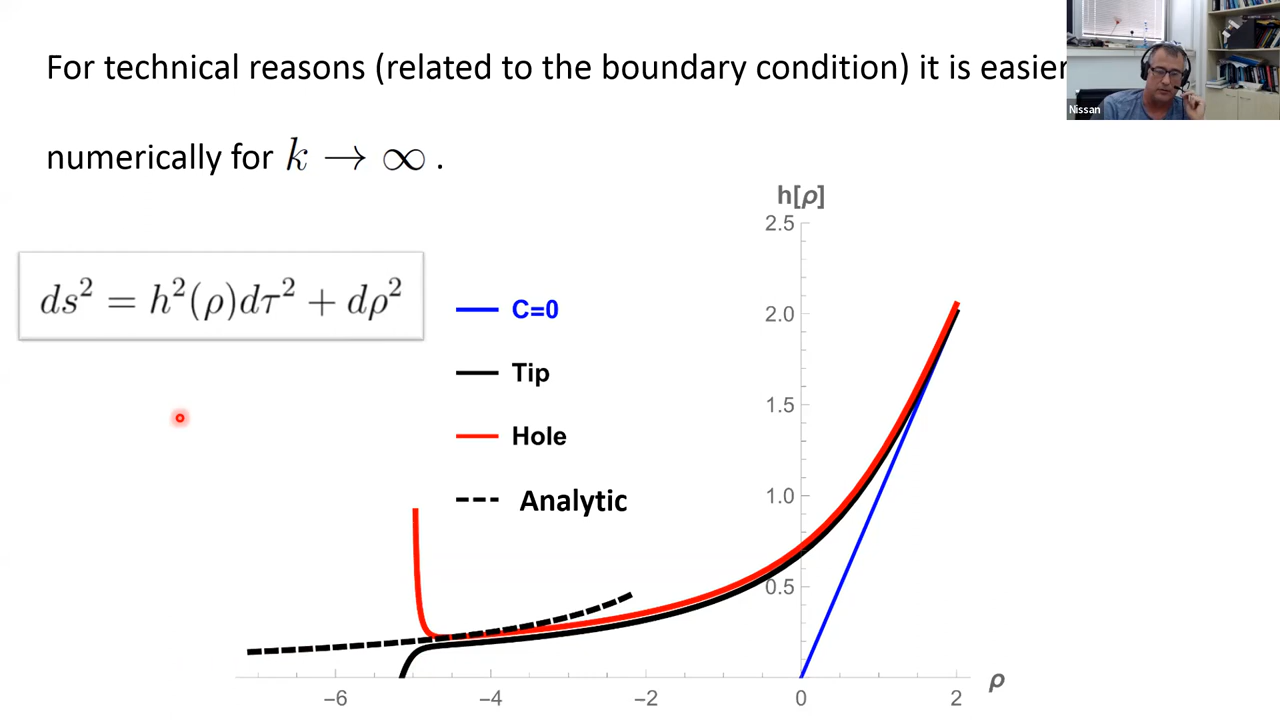 For technical reasons (related to the boundary condition) it is easier
Nissan
numerically for k → ∞ .
h[ρ]
2.5
ds² = h²(ρ)dτ² + dρ²
C=0
2.0
Tip
1.5
Hole
1.0
Analytic
0.5
−6 −4 −2 0 2 ρ